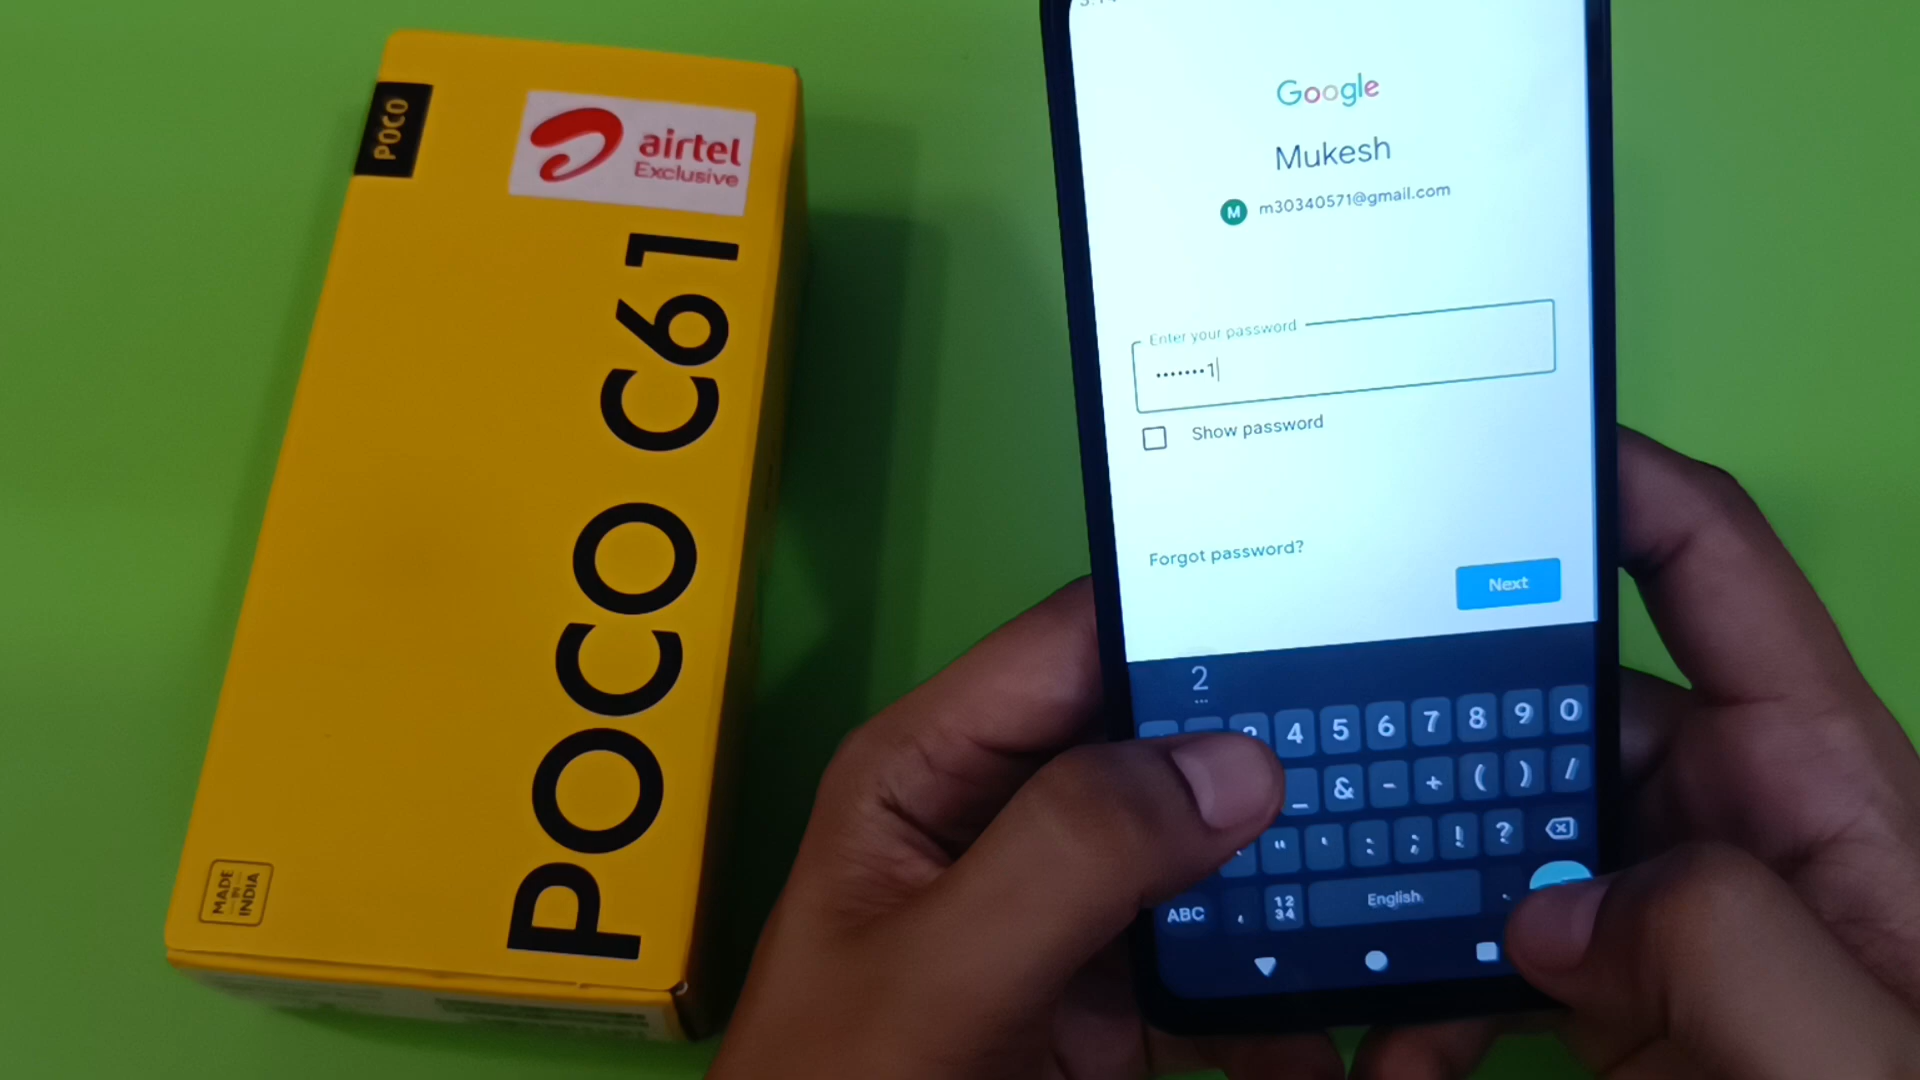 POCO
airtel
Exclusive
POCO C61
MADE
IN
INDIA
Google
Mukesh
M
m30340571@gmail.com
Enter your password
•••••••1
Show password
Forgot password?
Next
2
4 5 6 7 8 9 0
_ & - + ( ) /
" ' : ; ! ?
ABC , 12 34 English .